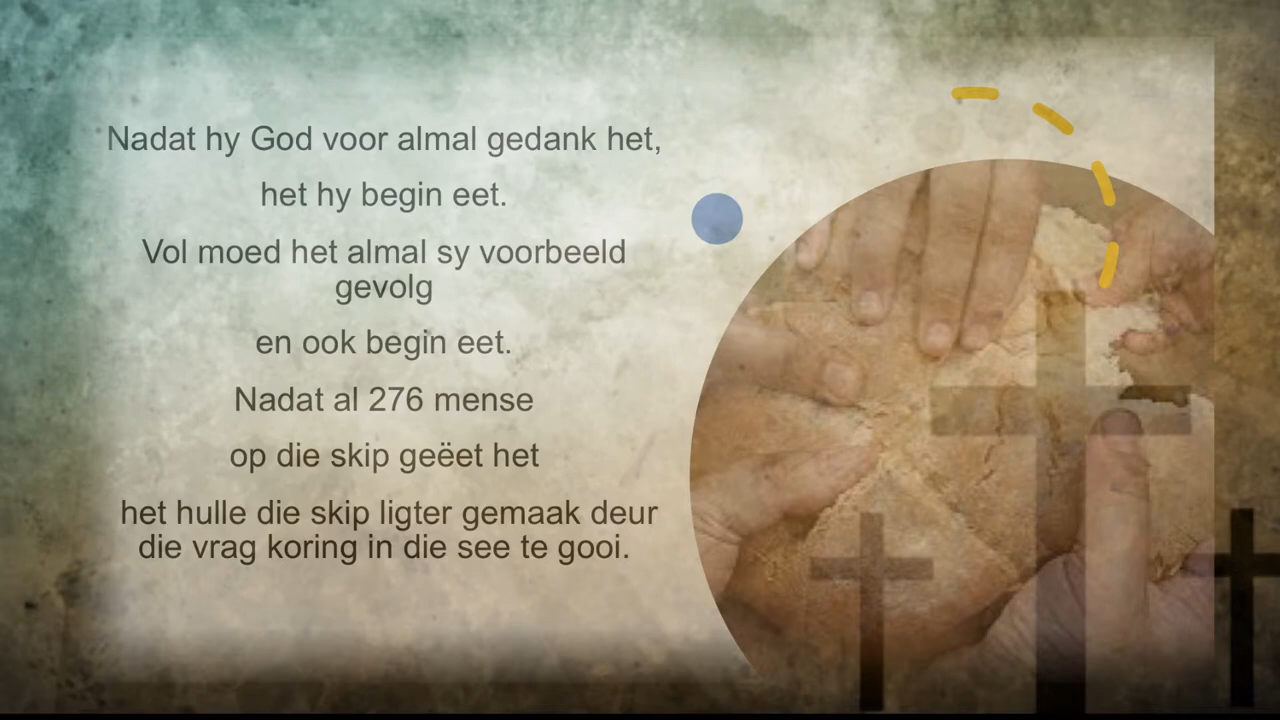 Nadat hy God voor almal gedank het,
het hy begin eet.
Vol moed het almal sy voorbeeld
gevolg
en ook begin eet.
Nadat al 276 mense
op die skip geëet het
het hulle die skip ligter gemaak deur
die vrag koring in die see te gooi.